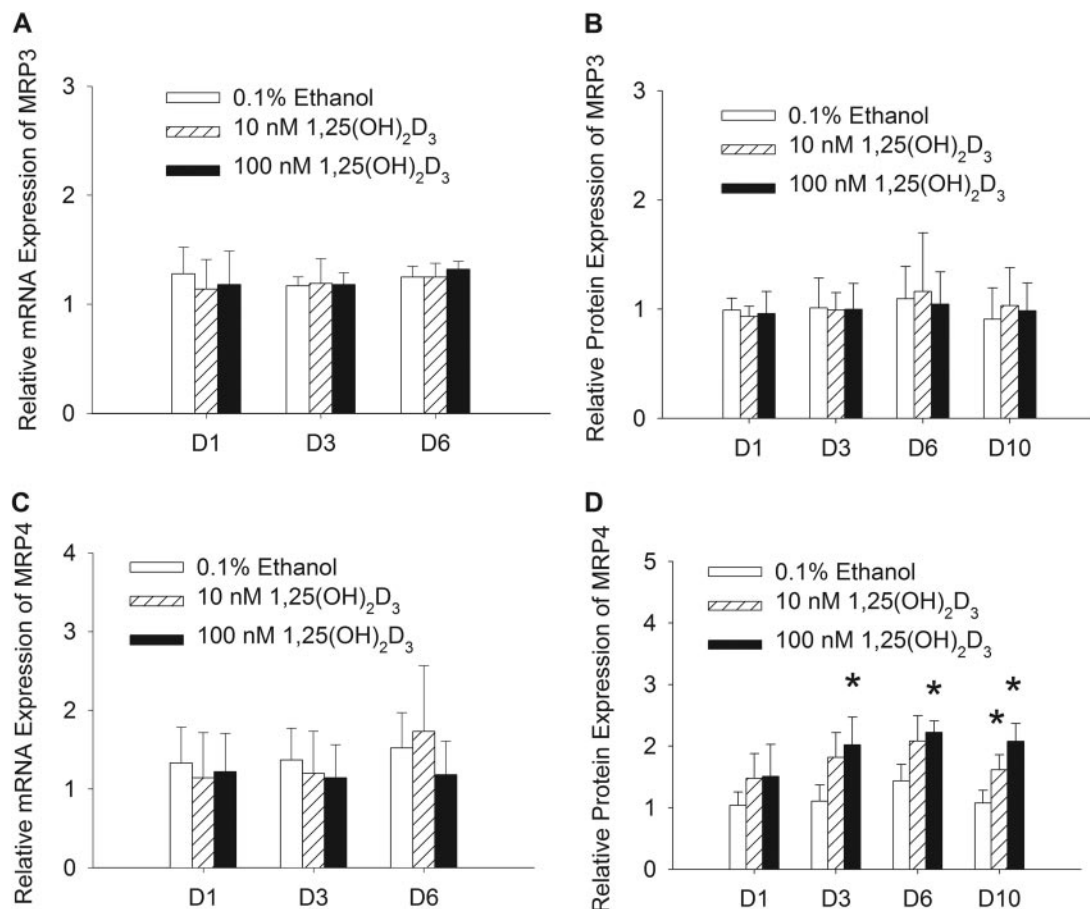 A
Relative mRNA Expression of MRP3
3
2
1
0
0.1% Ethanol
10 nM 1,25(OH)₂D₃
100 nM 1,25(OH)₂D₃
D1 D3 D6
B
Relative Protein Expression of MRP3
3
2
1
0
0.1% Ethanol
10 nM 1,25(OH)₂D₃
100 nM 1,25(OH)₂D₃
D1 D3 D6 D10
C
Relative mRNA Expression of MRP4
4
3
2
1
0
0.1% Ethanol
10 nM 1,25(OH)₂D₃
100 nM 1,25(OH)₂D₃
D1 D3 D6
D
Relative Protein Expression of MRP4
5
4
3
2
1
0
0.1% Ethanol
10 nM 1,25(OH)₂D₃
100 nM 1,25(OH)₂D₃
* * * *
D1 D3 D6 D10